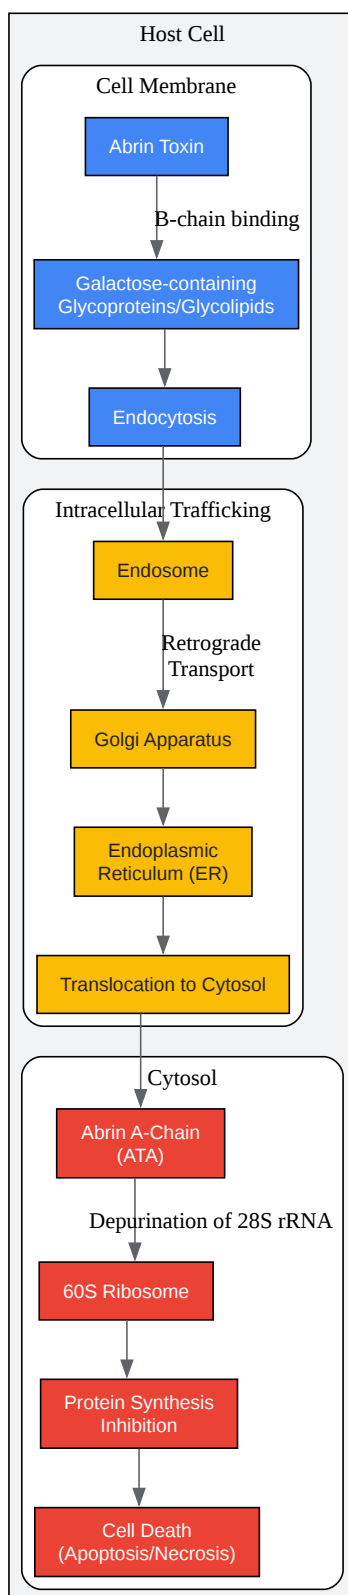 Host Cell
Cell Membrane
Abrin Toxin
B-chain binding
Galactose-containing
Glycoproteins/Glycolipids
Endocytosis
Intracellular Trafficking
Endosome
Retrograde
Transport
Golgi Apparatus
Endoplasmic
Reticulum (ER)
Translocation to Cytosol
Cytosol
Abrin A-Chain
(ATA)
Depurination of 28S rRNA
60S Ribosome
Protein Synthesis
Inhibition
Cell Death
(Apoptosis/Necrosis)